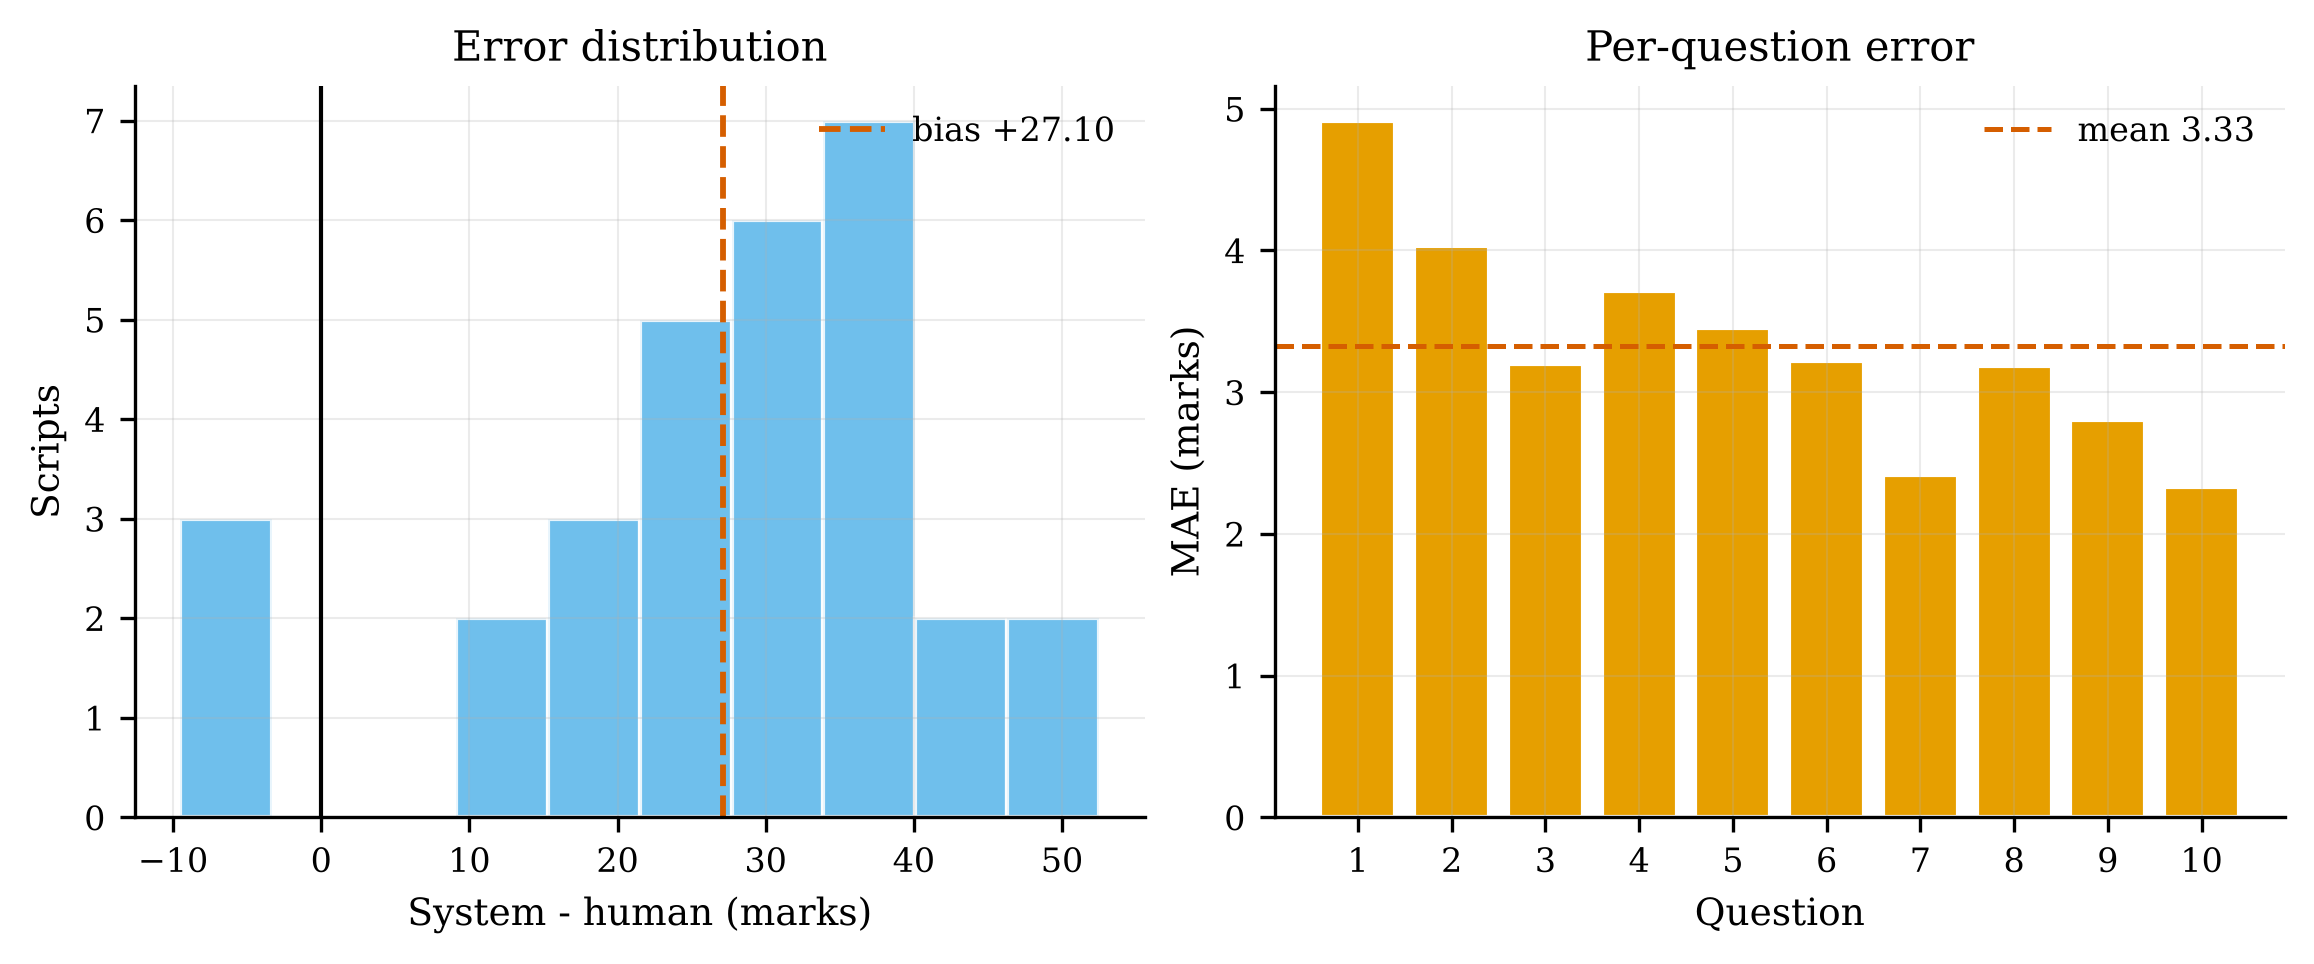 Error distribution
Scripts
7
6
5
4
3
2
1
0
bias +27.10
−10 0 10 20 30 40 50
System - human (marks)
Per-question error
MAE (marks)
5
4
3
2
1
0
mean 3.33
1 2 3 4 5 6 7 8 9 10
Question